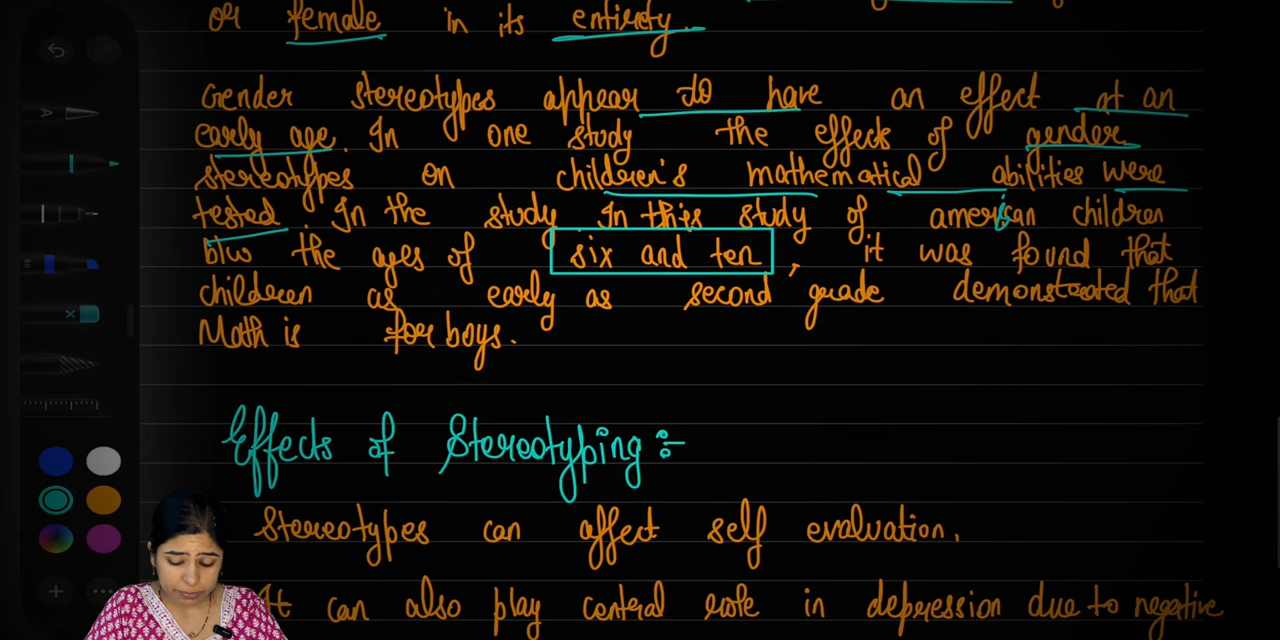 or female in its entirety.
Gender stereotypes appear to have an effect at an
early age. In one study the effects of gender
stereotypes on children's mathematical abilities were
tested. In the study In this study of american children
b/w the ages of six and ten, it was found that
children as early as second grade demonstrated that
Math is for boys.
Effects of Stereotyping :-
Stereotypes can affect self evaluation.
It can also play central role in depression due to negative